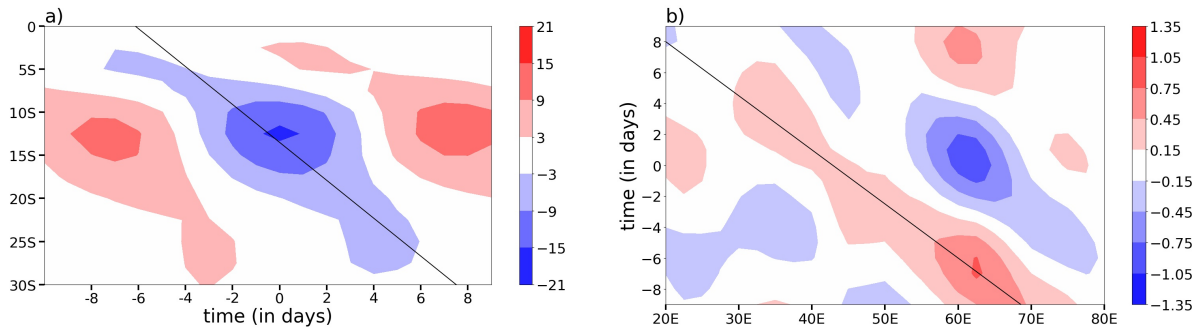 a)
0
5S
10S
15S
20S
25S
30S
-8 -6 -4 -2 0 2 4 6 8
time (in days)
21
15
9
3
−3
−9
−15
−21
b)
time (in days)
8
6
4
2
0
−2
−4
−6
−8
20E 30E 40E 50E 60E 70E 80E
1.35
1.05
0.75
0.45
0.15
−0.15
−0.45
−0.75
−1.05
−1.35